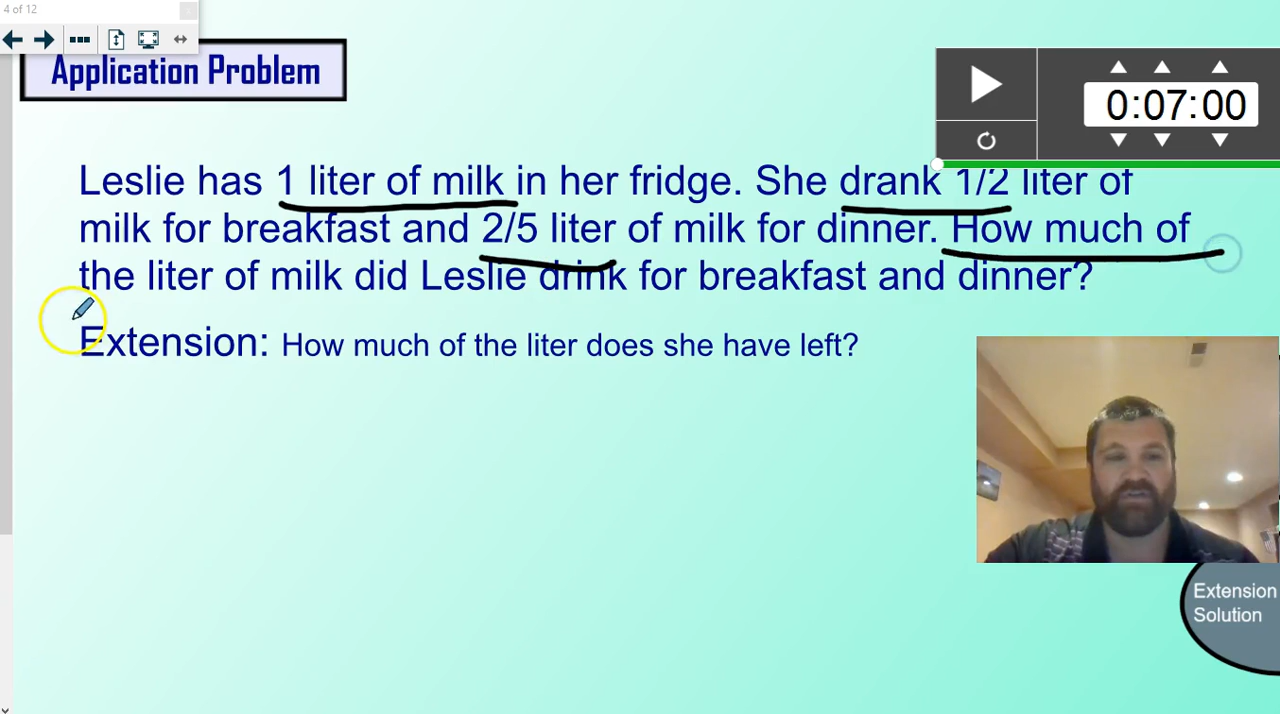 4 of 12
Application Problem
0:07:00
Leslie has 1 liter of milk in her fridge. She drank 1/2 liter of
milk for breakfast and 2/5 liter of milk for dinner. How much of
the liter of milk did Leslie drink for breakfast and dinner?
Extension: How much of the liter does she have left?
Extension
Solution